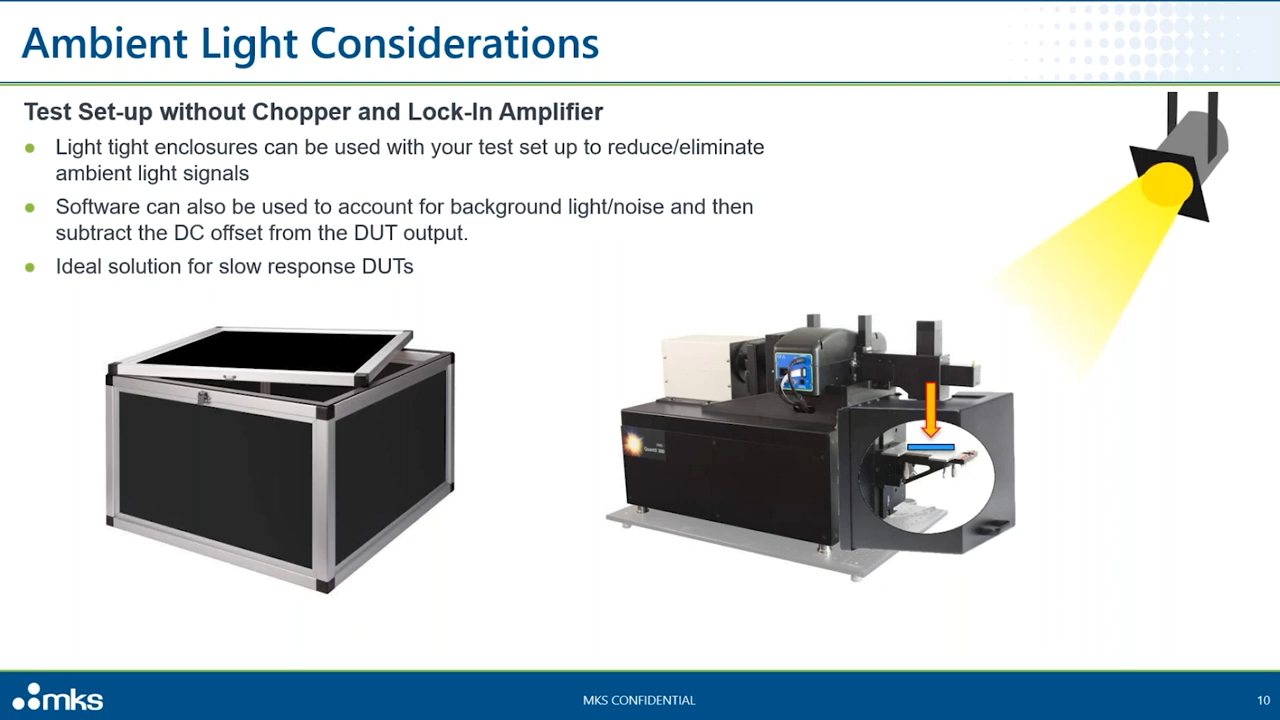 Ambient Light Considerations
Test Set-up without Chopper and Lock-In Amplifier
Light tight enclosures can be used with your test set up to reduce/eliminate
ambient light signals
Software can also be used to account for background light/noise and then
subtract the DC offset from the DUT output.
Ideal solution for slow response DUTs
mks
MKS CONFIDENTIAL
10